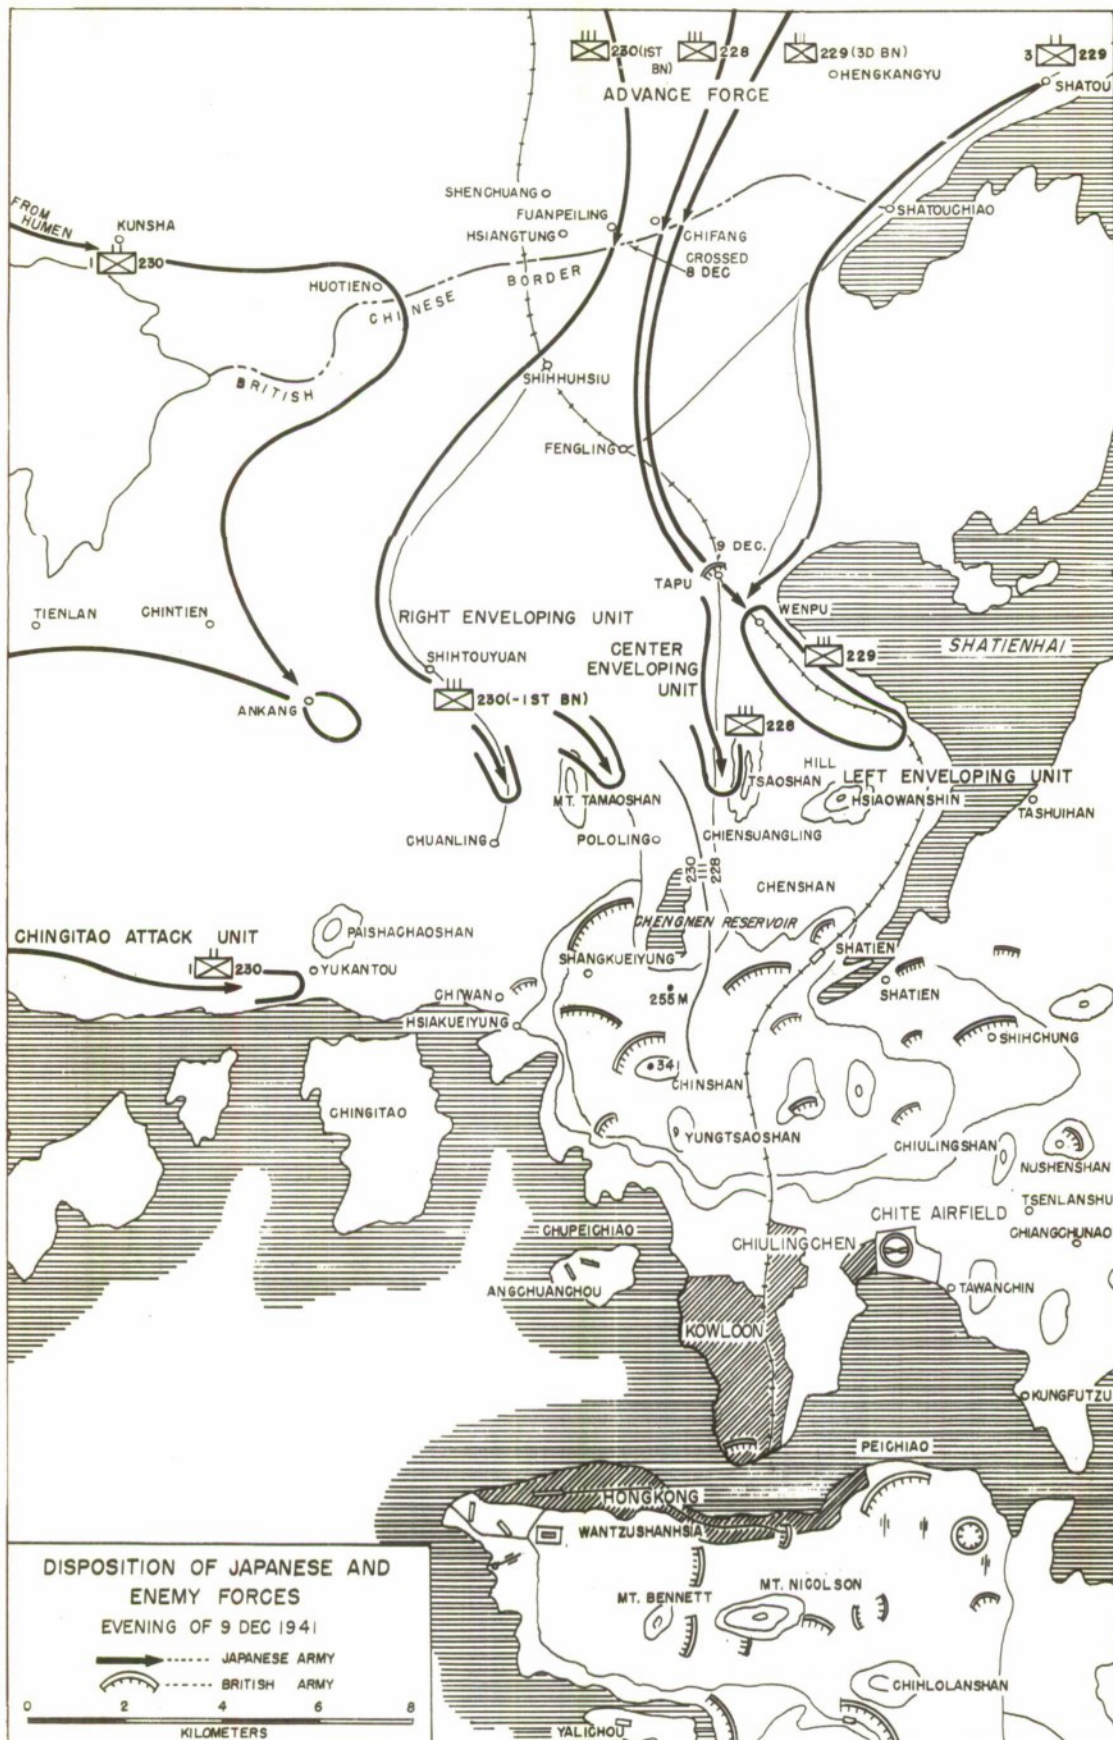 230 (1ST
BN)
228
229 (3D BN)
3 229
HENGKANGYU
SHATOU
ADVANCE FORCE
SHENCHUANG
FUANPEILING
HSIANGTUNG
CHIFANG
SHATOUCHIAO
CROSSED
8 DEC
FROM
HUMEN
KUNSHA
1 230
HUOTIEN
BRITISH
CHINESE
BORDER
SHIHHUHSIU
FENGLING
9 DEC.
TAPU
WENPU
TIENLAN
CHINTIEN
RIGHT ENVELOPING UNIT
CENTER
ENVELOPING
UNIT
SHATIENHAI
229
SHIHTOUYUAN
230 (-1ST BN)
ANKANG
228
HILL
TSAOSHAN
LEFT ENVELOPING UNIT
MT. TAMAOSHAN
HSIAOWANSHIN
TASHUIHAN
CHUANLING
POLOLING
CHIENSUANGLING
230
III
228
CHENSHAN
CHENGMEN RESERVOIR
CHINGITAO ATTACK UNIT
PAISHACHAOSHAN
1 230
YUKANTOU
SHANGKUEIYUNG
SHATIEN
SHATIEN
CHIWAN
255 M
HSIAKUEIYUNG
SHIHCHUNG
341
CHINSHAN
CHINGITAO
YUNGTSAOSHAN
CHIULINGSHAN
NUSHENSHAN
TSENLANSHU
CHITE AIRFIELD
CHIANGCHUNAO
CHUPEICHIAO
CHIULINGCHEN
ANGCHUANCHOU
TAWANCHIN
KOWLOON
KUNGFUTZU
PEICHIAO
HONGKONG
WANTZUSHANHSIA
MT. BENNETT
MT. NICOLSON
CHIHLOLANSHAN
YALICHOU
DISPOSITION OF JAPANESE AND
ENEMY FORCES
EVENING OF 9 DEC 1941
JAPANESE ARMY
BRITISH ARMY
0 2 4 6 8
KILOMETERS